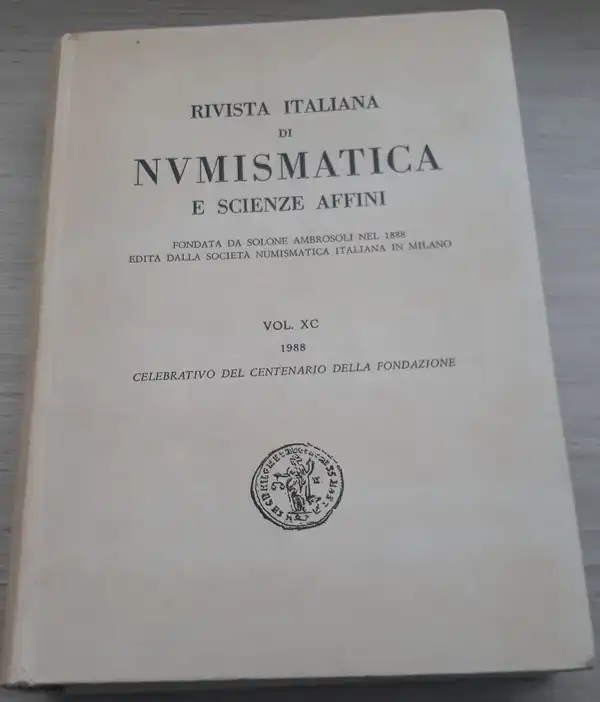 RIVISTA ITALIANA
DI
NVMISMATICA
E SCIENZE AFFINI
FONDATA DA SOLONE AMBROSOLI NEL 1888
EDITA DALLA SOCIETÀ NUMISMATICA ITALIANA IN MILANO
VOL. XC
1988
CELEBRATIVO DEL CENTENARIO DELLA FONDAZIONE